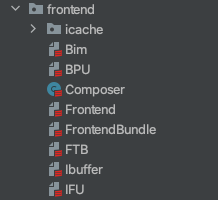 frontend
icache
Bim
BPU
Composer
Frontend
FrontendBundle
FTB
Ibuffer
IFU